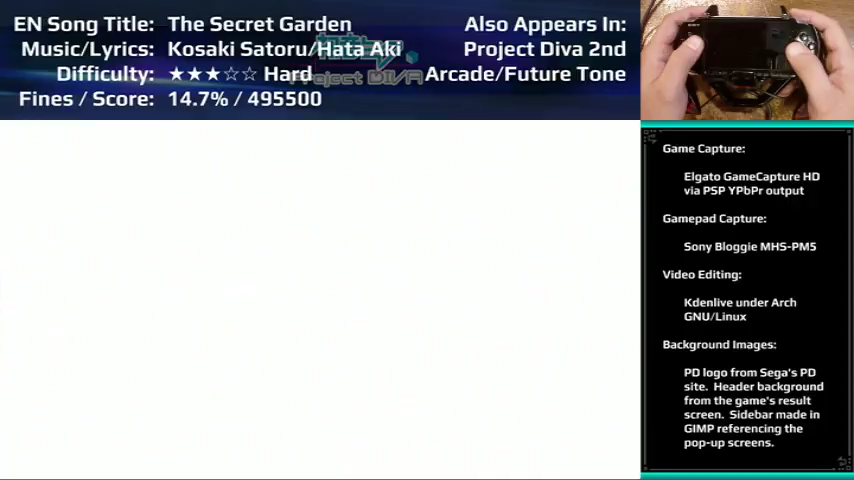 EN Song Title: The Secret Garden
Music/Lyrics: Kosaki Satoru/Hata Aki
Difficulty: ★★★☆☆ Hard
Fines / Score: 14.7% / 495500
Also Appears In:
Project Diva 2nd
Arcade/Future Tone
Project DIVA
Game Capture:
Elgato GameCapture HD
via PSP YPbPr output
Gamepad Capture:
Sony Bloggie MHS-PM5
Video Editing:
Kdenlive under Arch
GNU/Linux
Background Images:
PD logo from Sega's PD
site. Header background
from the game's result
screen. Sidebar made in
GIMP referencing the
pop-up screens.